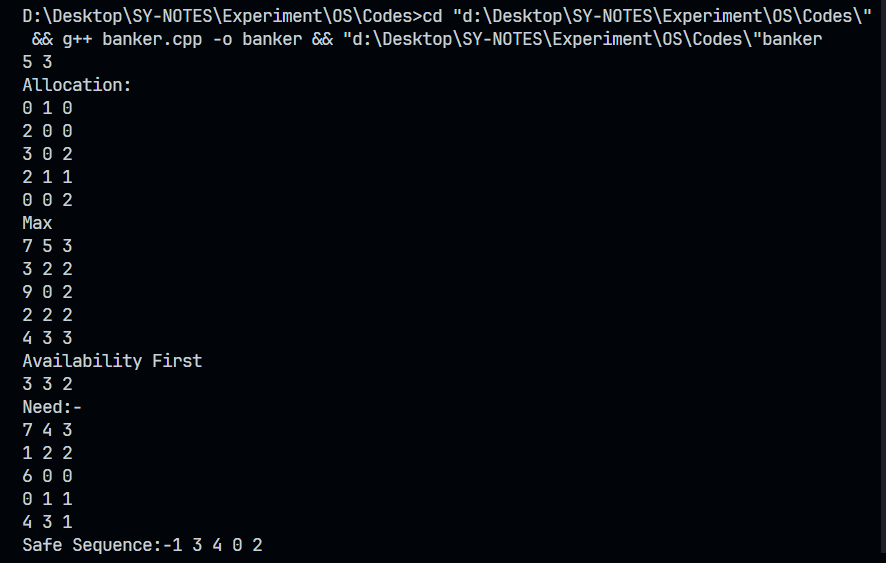 D:\Desktop\SY-NOTES\Experiment\OS\Codes>cd "d:\Desktop\SY-NOTES\Experiment\OS\Codes\"
&& g++ banker.cpp -o banker && "d:\Desktop\SY-NOTES\Experiment\OS\Codes\"banker
5 3
Allocation:
0 1 0
2 0 0
3 0 2
2 1 1
0 0 2
Max
7 5 3
3 2 2
9 0 2
2 2 2
4 3 3
Availability First
3 3 2
Need:-
7 4 3
1 2 2
6 0 0
0 1 1
4 3 1
Safe Sequence:-1 3 4 0 2